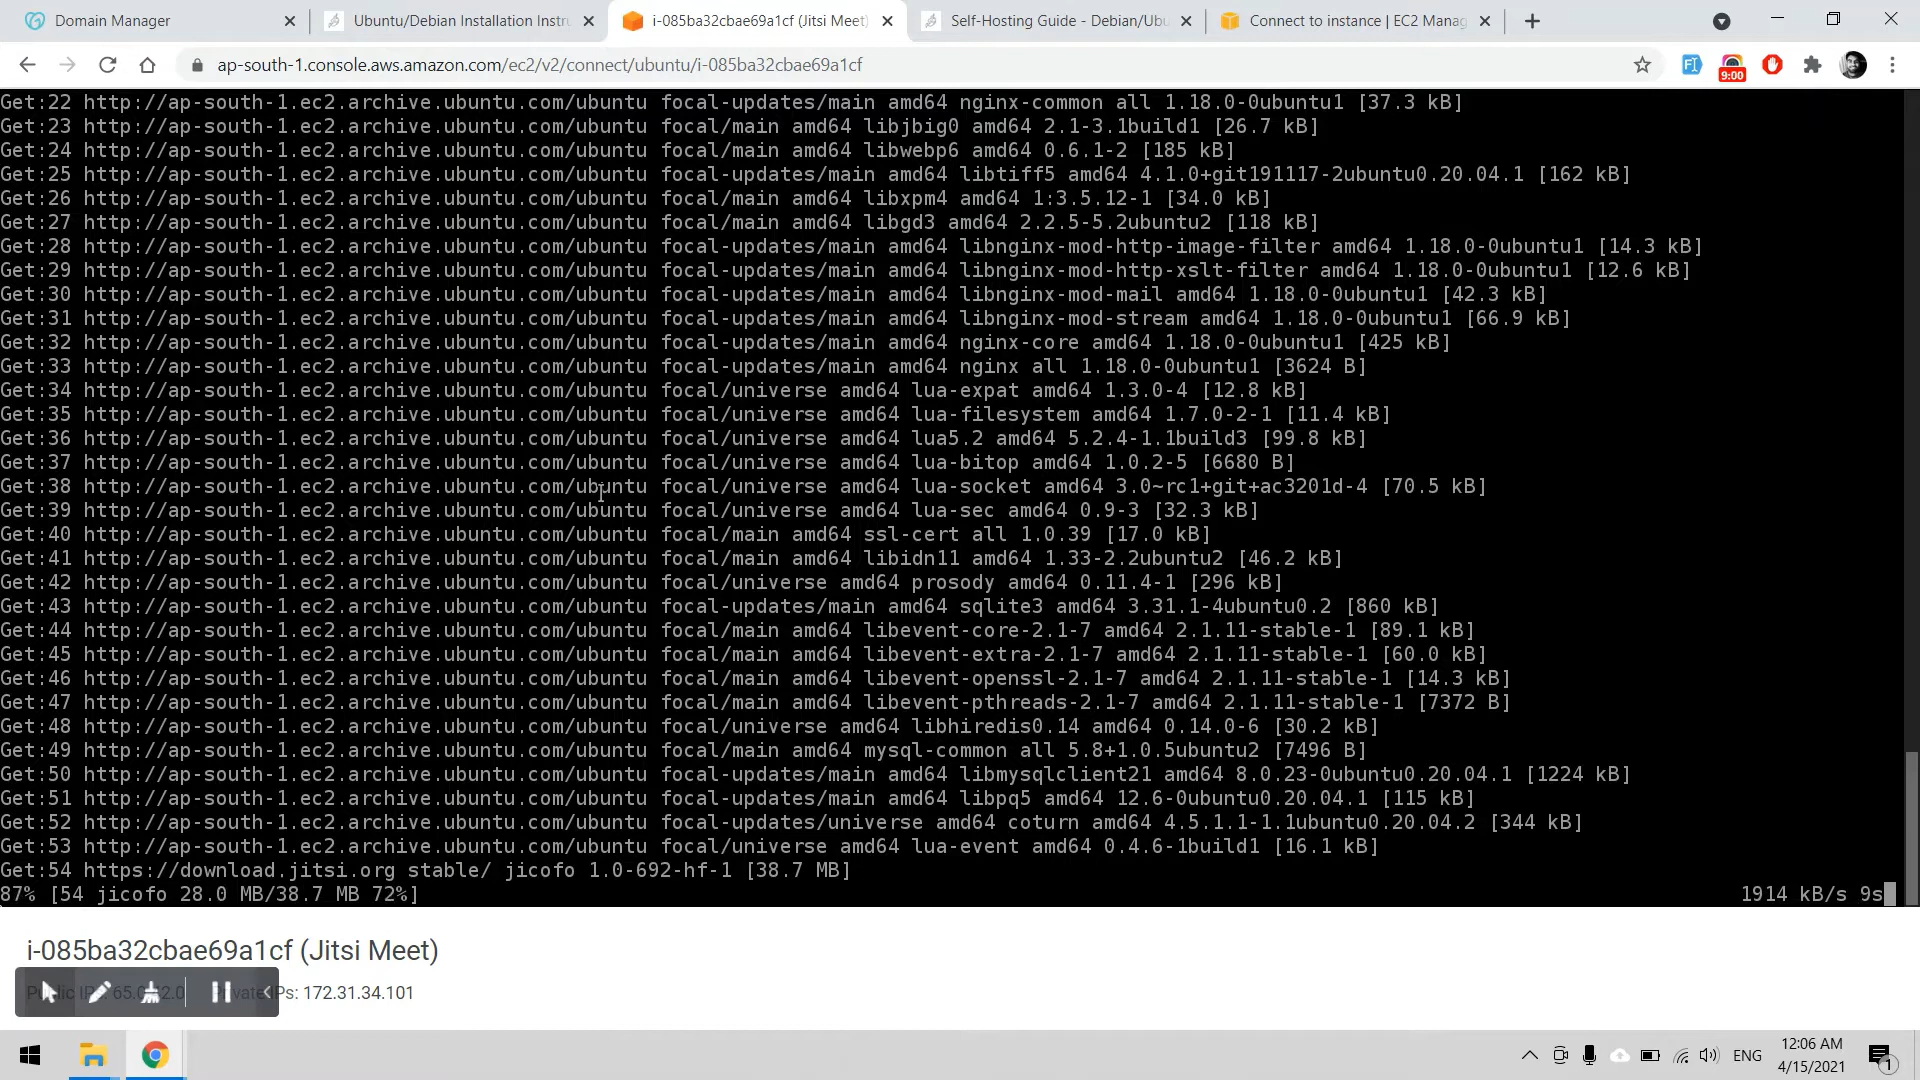 Domain Manager
Ubuntu/Debian Installation Instru
i-085ba32cbae69a1cf (Jitsi Meet)
Self-Hosting Guide - Debian/Ubu
Connect to instance | EC2 Manag
ap-south-1.console.aws.amazon.com/ec2/v2/connect/ubuntu/i-085ba32cbae69a1cf
9:00
Get:22 http://ap-south-1.ec2.archive.ubuntu.com/ubuntu focal-updates/main amd64 nginx-common all 1.18.0-0ubuntu1 [37.3 kB]
Get:23 http://ap-south-1.ec2.archive.ubuntu.com/ubuntu focal/main amd64 libjbig0 amd64 2.1-3.1build1 [26.7 kB]
Get:24 http://ap-south-1.ec2.archive.ubuntu.com/ubuntu focal/main amd64 libwebp6 amd64 0.6.1-2 [185 kB]
Get:25 http://ap-south-1.ec2.archive.ubuntu.com/ubuntu focal-updates/main amd64 libtiff5 amd64 4.1.0+git191117-2ubuntu0.20.04.1 [162 kB]
Get:26 http://ap-south-1.ec2.archive.ubuntu.com/ubuntu focal/main amd64 libxpm4 amd64 1:3.5.12-1 [34.0 kB]
Get:27 http://ap-south-1.ec2.archive.ubuntu.com/ubuntu focal/main amd64 libgd3 amd64 2.2.5-5.2ubuntu2 [118 kB]
Get:28 http://ap-south-1.ec2.archive.ubuntu.com/ubuntu focal-updates/main amd64 libnginx-mod-http-image-filter amd64 1.18.0-0ubuntu1 [14.3 kB]
Get:29 http://ap-south-1.ec2.archive.ubuntu.com/ubuntu focal-updates/main amd64 libnginx-mod-http-xslt-filter amd64 1.18.0-0ubuntu1 [12.6 kB]
Get:30 http://ap-south-1.ec2.archive.ubuntu.com/ubuntu focal-updates/main amd64 libnginx-mod-mail amd64 1.18.0-0ubuntu1 [42.3 kB]
Get:31 http://ap-south-1.ec2.archive.ubuntu.com/ubuntu focal-updates/main amd64 libnginx-mod-stream amd64 1.18.0-0ubuntu1 [66.9 kB]
Get:32 http://ap-south-1.ec2.archive.ubuntu.com/ubuntu focal-updates/main amd64 nginx-core amd64 1.18.0-0ubuntu1 [425 kB]
Get:33 http://ap-south-1.ec2.archive.ubuntu.com/ubuntu focal-updates/main amd64 nginx all 1.18.0-0ubuntu1 [3624 B]
Get:34 http://ap-south-1.ec2.archive.ubuntu.com/ubuntu focal/universe amd64 lua-expat amd64 1.3.0-4 [12.8 kB]
Get:35 http://ap-south-1.ec2.archive.ubuntu.com/ubuntu focal/universe amd64 lua-filesystem amd64 1.7.0-2-1 [11.4 kB]
Get:36 http://ap-south-1.ec2.archive.ubuntu.com/ubuntu focal/universe amd64 lua5.2 amd64 5.2.4-1.1build3 [99.8 kB]
Get:37 http://ap-south-1.ec2.archive.ubuntu.com/ubuntu focal/universe amd64 lua-bitop amd64 1.0.2-5 [6680 B]
Get:38 http://ap-south-1.ec2.archive.ubuntu.com/ubuntu focal/universe amd64 lua-socket amd64 3.0~rc1+git+ac3201d-4 [70.5 kB]
Get:39 http://ap-south-1.ec2.archive.ubuntu.com/ubuntu focal/universe amd64 lua-sec amd64 0.9-3 [32.3 kB]
Get:40 http://ap-south-1.ec2.archive.ubuntu.com/ubuntu focal/main amd64 ssl-cert all 1.0.39 [17.0 kB]
Get:41 http://ap-south-1.ec2.archive.ubuntu.com/ubuntu focal/main amd64 libidn11 amd64 1.33-2.2ubuntu2 [46.2 kB]
Get:42 http://ap-south-1.ec2.archive.ubuntu.com/ubuntu focal/universe amd64 prosody amd64 0.11.4-1 [296 kB]
Get:43 http://ap-south-1.ec2.archive.ubuntu.com/ubuntu focal-updates/main amd64 sqlite3 amd64 3.31.1-4ubuntu0.2 [860 kB]
Get:44 http://ap-south-1.ec2.archive.ubuntu.com/ubuntu focal/main amd64 libevent-core-2.1-7 amd64 2.1.11-stable-1 [89.1 kB]
Get:45 http://ap-south-1.ec2.archive.ubuntu.com/ubuntu focal/main amd64 libevent-extra-2.1-7 amd64 2.1.11-stable-1 [60.0 kB]
Get:46 http://ap-south-1.ec2.archive.ubuntu.com/ubuntu focal/main amd64 libevent-openssl-2.1-7 amd64 2.1.11-stable-1 [14.3 kB]
Get:47 http://ap-south-1.ec2.archive.ubuntu.com/ubuntu focal/main amd64 libevent-pthreads-2.1-7 amd64 2.1.11-stable-1 [7372 B]
Get:48 http://ap-south-1.ec2.archive.ubuntu.com/ubuntu focal/universe amd64 libhiredis0.14 amd64 0.14.0-6 [30.2 kB]
Get:49 http://ap-south-1.ec2.archive.ubuntu.com/ubuntu focal/main amd64 mysql-common all 5.8+1.0.5ubuntu2 [7496 B]
Get:50 http://ap-south-1.ec2.archive.ubuntu.com/ubuntu focal-updates/main amd64 libmysqlclient21 amd64 8.0.23-0ubuntu0.20.04.1 [1224 kB]
Get:51 http://ap-south-1.ec2.archive.ubuntu.com/ubuntu focal-updates/main amd64 libpq5 amd64 12.6-0ubuntu0.20.04.1 [115 kB]
Get:52 http://ap-south-1.ec2.archive.ubuntu.com/ubuntu focal-updates/universe amd64 coturn amd64 4.5.1.1-1.1ubuntu0.20.04.2 [344 kB]
Get:53 http://ap-south-1.ec2.archive.ubuntu.com/ubuntu focal/universe amd64 lua-event amd64 0.4.6-1build1 [16.1 kB]
Get:54 https://download.jitsi.org stable/ jicofo 1.0-692-hf-1 [38.7 MB]
87% [54 jicofo 28.0 MB/38.7 MB 72%] 1914 kB/s 9s
i-085ba32cbae69a1cf (Jitsi Meet)
IPs: 172.31.34.101
ENG
12:06 AM
4/15/2021
1